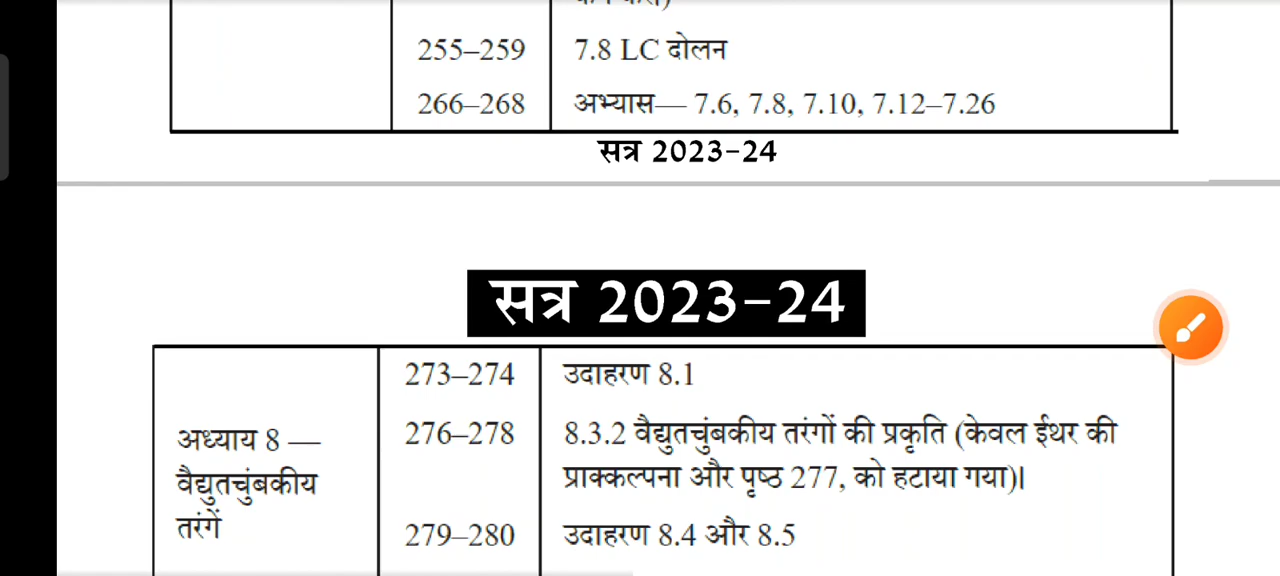 255–259 7.8 LC दोलन
266–268 अभ्यास— 7.6, 7.8, 7.10, 7.12–7.26
सत्र 2023-24
सत्र 2023-24
273–274 उदाहरण 8.1
276–278 8.3.2 वैद्युतचुंबकीय तरंगों की प्रकृति (केवल ईथर की
अध्याय 8 —
प्राक्कल्पना और पृष्ठ 277, को हटाया गया)।
वैद्युतचुंबकीय
तरंगें
279–280 उदाहरण 8.4 और 8.5